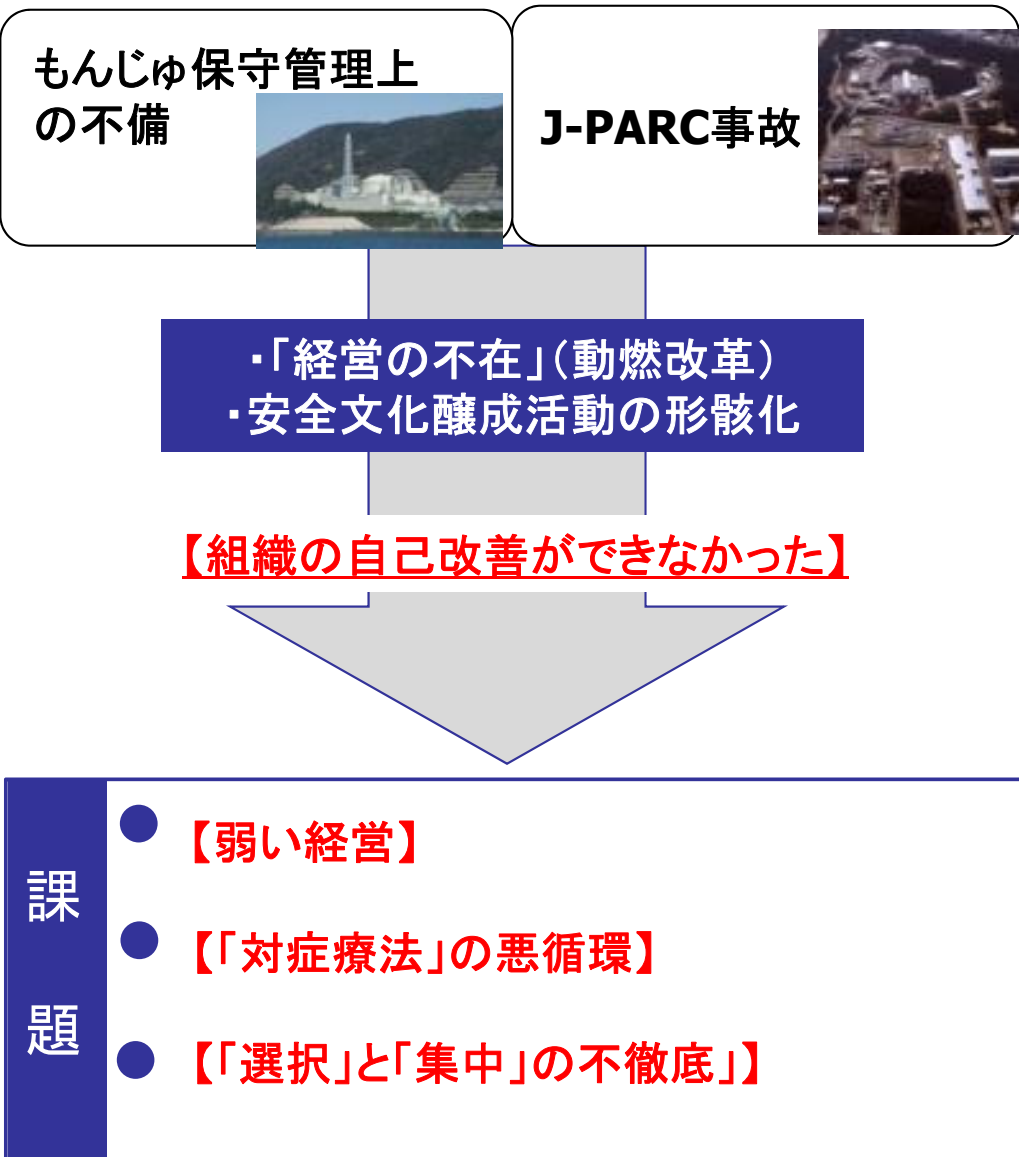 もんじゅ保守管理上
の不備
J-PARC事故
・「経営の不在」（動燃改革）
・安全文化醸成活動の形骸化
【組織の自己改善ができなかった】
課題
● 【弱い経営】
● 【「対症療法」の悪循環】
● 【「選択」と「集中」の不徹底」】